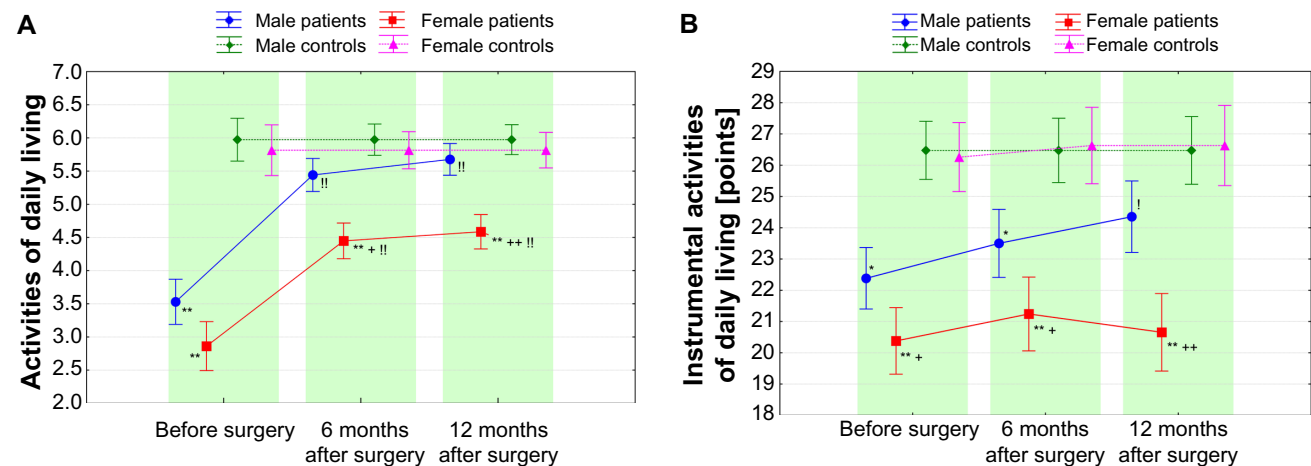 A
Male patients
Female patients
Male controls
Female controls
Activities of daily living
7.0
6.5
6.0
5.5
5.0
4.5
4.0
3.5
3.0
2.5
2.0
**
**
!!
** + !!
!!
** ++ !!
Before surgery
6 months
after surgery
12 months
after surgery
B
Male patients
Female patients
Male controls
Female controls
Instrumental activities
of daily living [points]
29
28
27
26
25
24
23
22
21
20
19
18
*
** +
*
** +
!
** ++
Before surgery
6 months
after surgery
12 months
after surgery